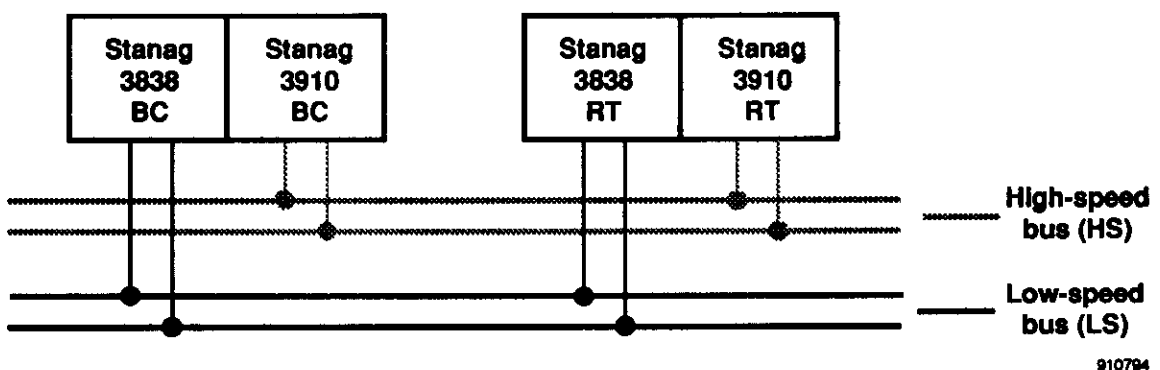 Stanag
3838
BC
Stanag
3910
BC
Stanag
3838
RT
Stanag
3910
RT
High-speed
bus (HS)
Low-speed
bus (LS)
910794